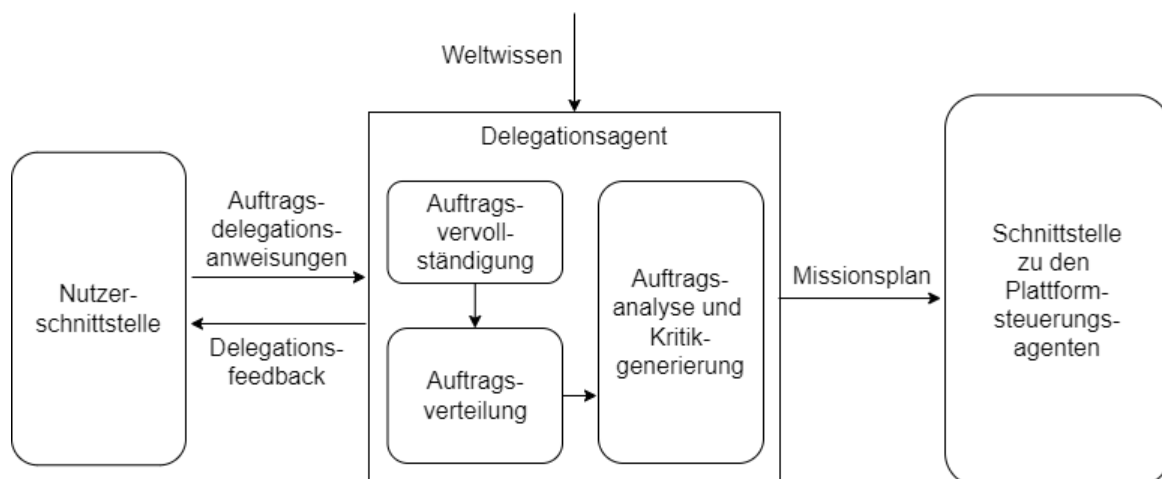 Weltwissen
Delegationsagent
Nutzer-
schnittstelle
Auftrags-
delegations-
anweisungen
Delegations-
feedback
Auftrags-
vervoll-
ständigung
Auftrags-
verteilung
Auftrags-
analyse und
Kritik-
generierung
Missionsplan
Schnittstelle
zu den
Plattform-
steuerungs-
agenten